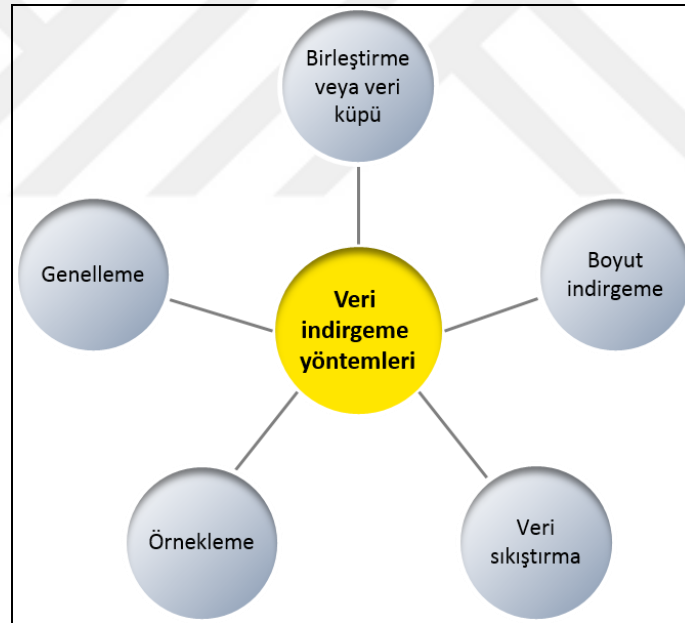 Birleştirme
veya veri
küpü
Genelleme
Boyut
indirgeme
Veri
indirgeme
yöntemleri
Örnekleme
Veri
sıkıştırma